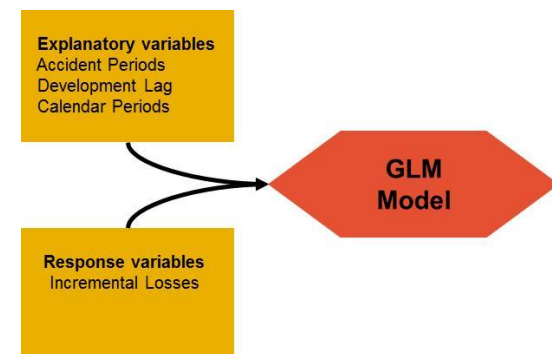 Explanatory variables
Accident Periods
Development Lag
Calendar Periods
GLM
Model
Response variables
Incremental Losses